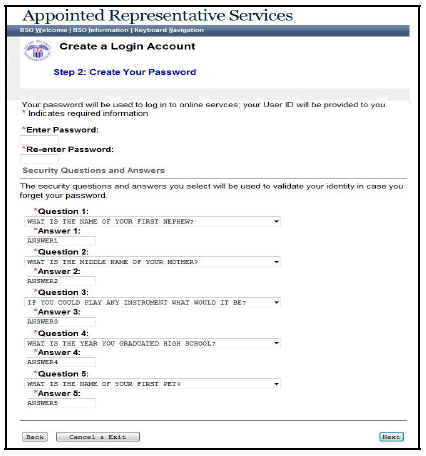 Appointed Representative Services
BSO Welcome | BSO Information | Keyboard Navigation
Create a Login Account
Step 2: Create Your Password
Your password will be used to log in to online servces; your User ID will be provided to you.
* Indicates required information
*Enter Password:
*Re-enter Password:
Security Questions and Answers
The security questions and answers you select will be used to validate your identity in case you
forget your password.
*Question 1:
WHAT IS THE NAME OF YOUR FIRST NEPHEW?
*Answer 1:
ANSWER1
*Question 2:
WHAT IS THE MIDDLE NAME OF YOUR MOTHER?
*Answer 2:
ANSWER2
*Question 3:
IF YOU COULD PLAY ANY INSTRUMENT WHAT WOULD IT BE?
*Answer 3:
ANSWER3
*Question 4:
WHAT IS THE YEAR YOU GRADUATED HIGH SCHOOL?
*Answer 4:
ANSWER4
*Question 5:
WHAT IS THE NAME OF YOUR FIRST PET?
*Answer 5:
ANSWER5
Back Cancel & Exit Next